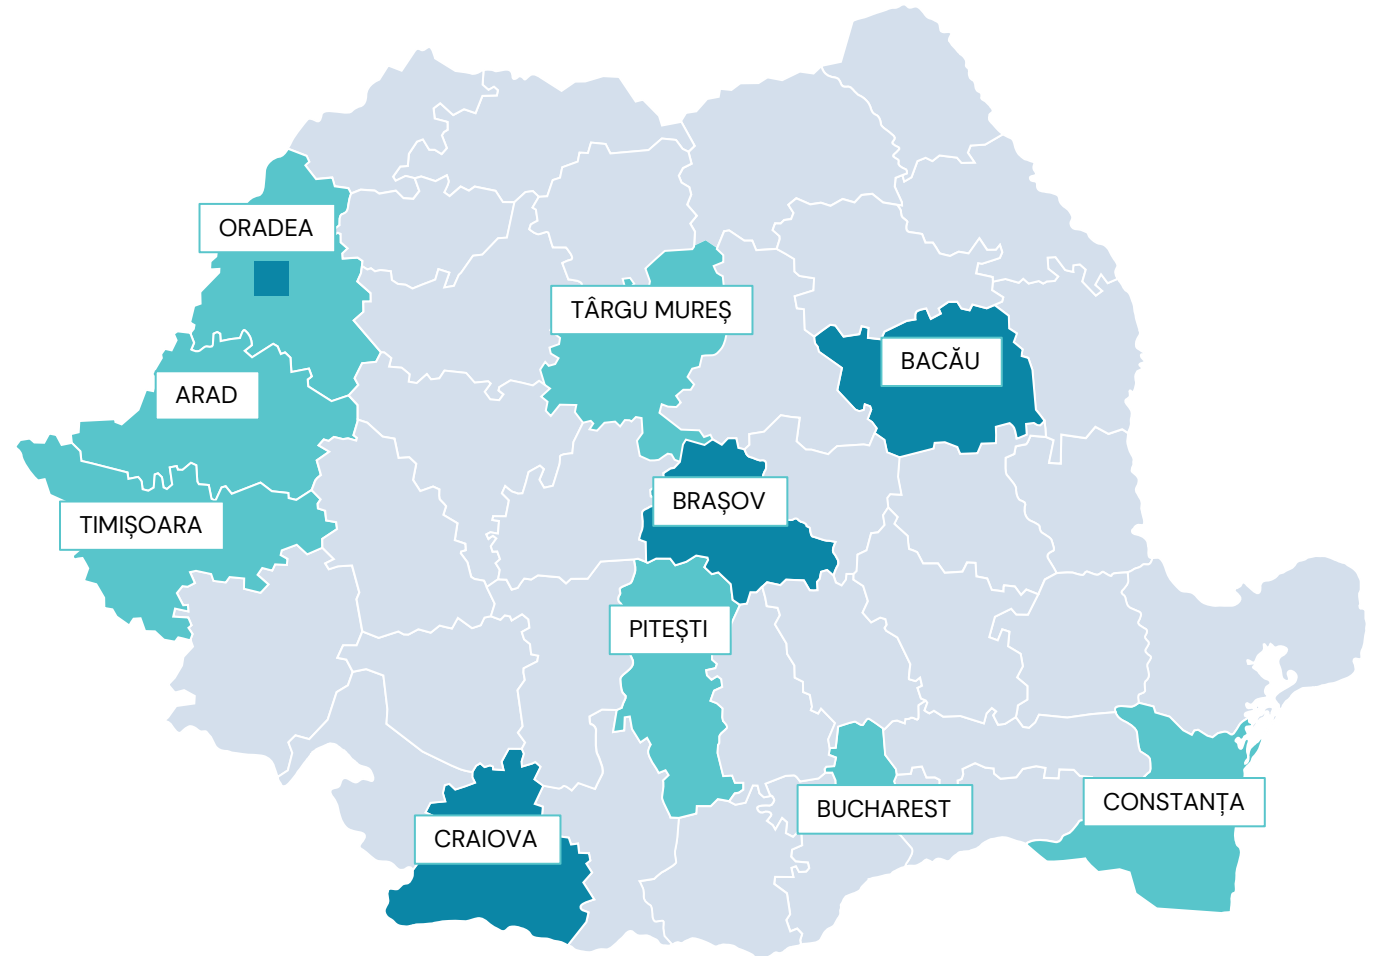 ORADEA
TÂRGU MUREȘ
BACĂU
ARAD
BRAȘOV
TIMIȘOARA
PITEȘTI
CONSTANȚA
BUCHAREST
CRAIOVA